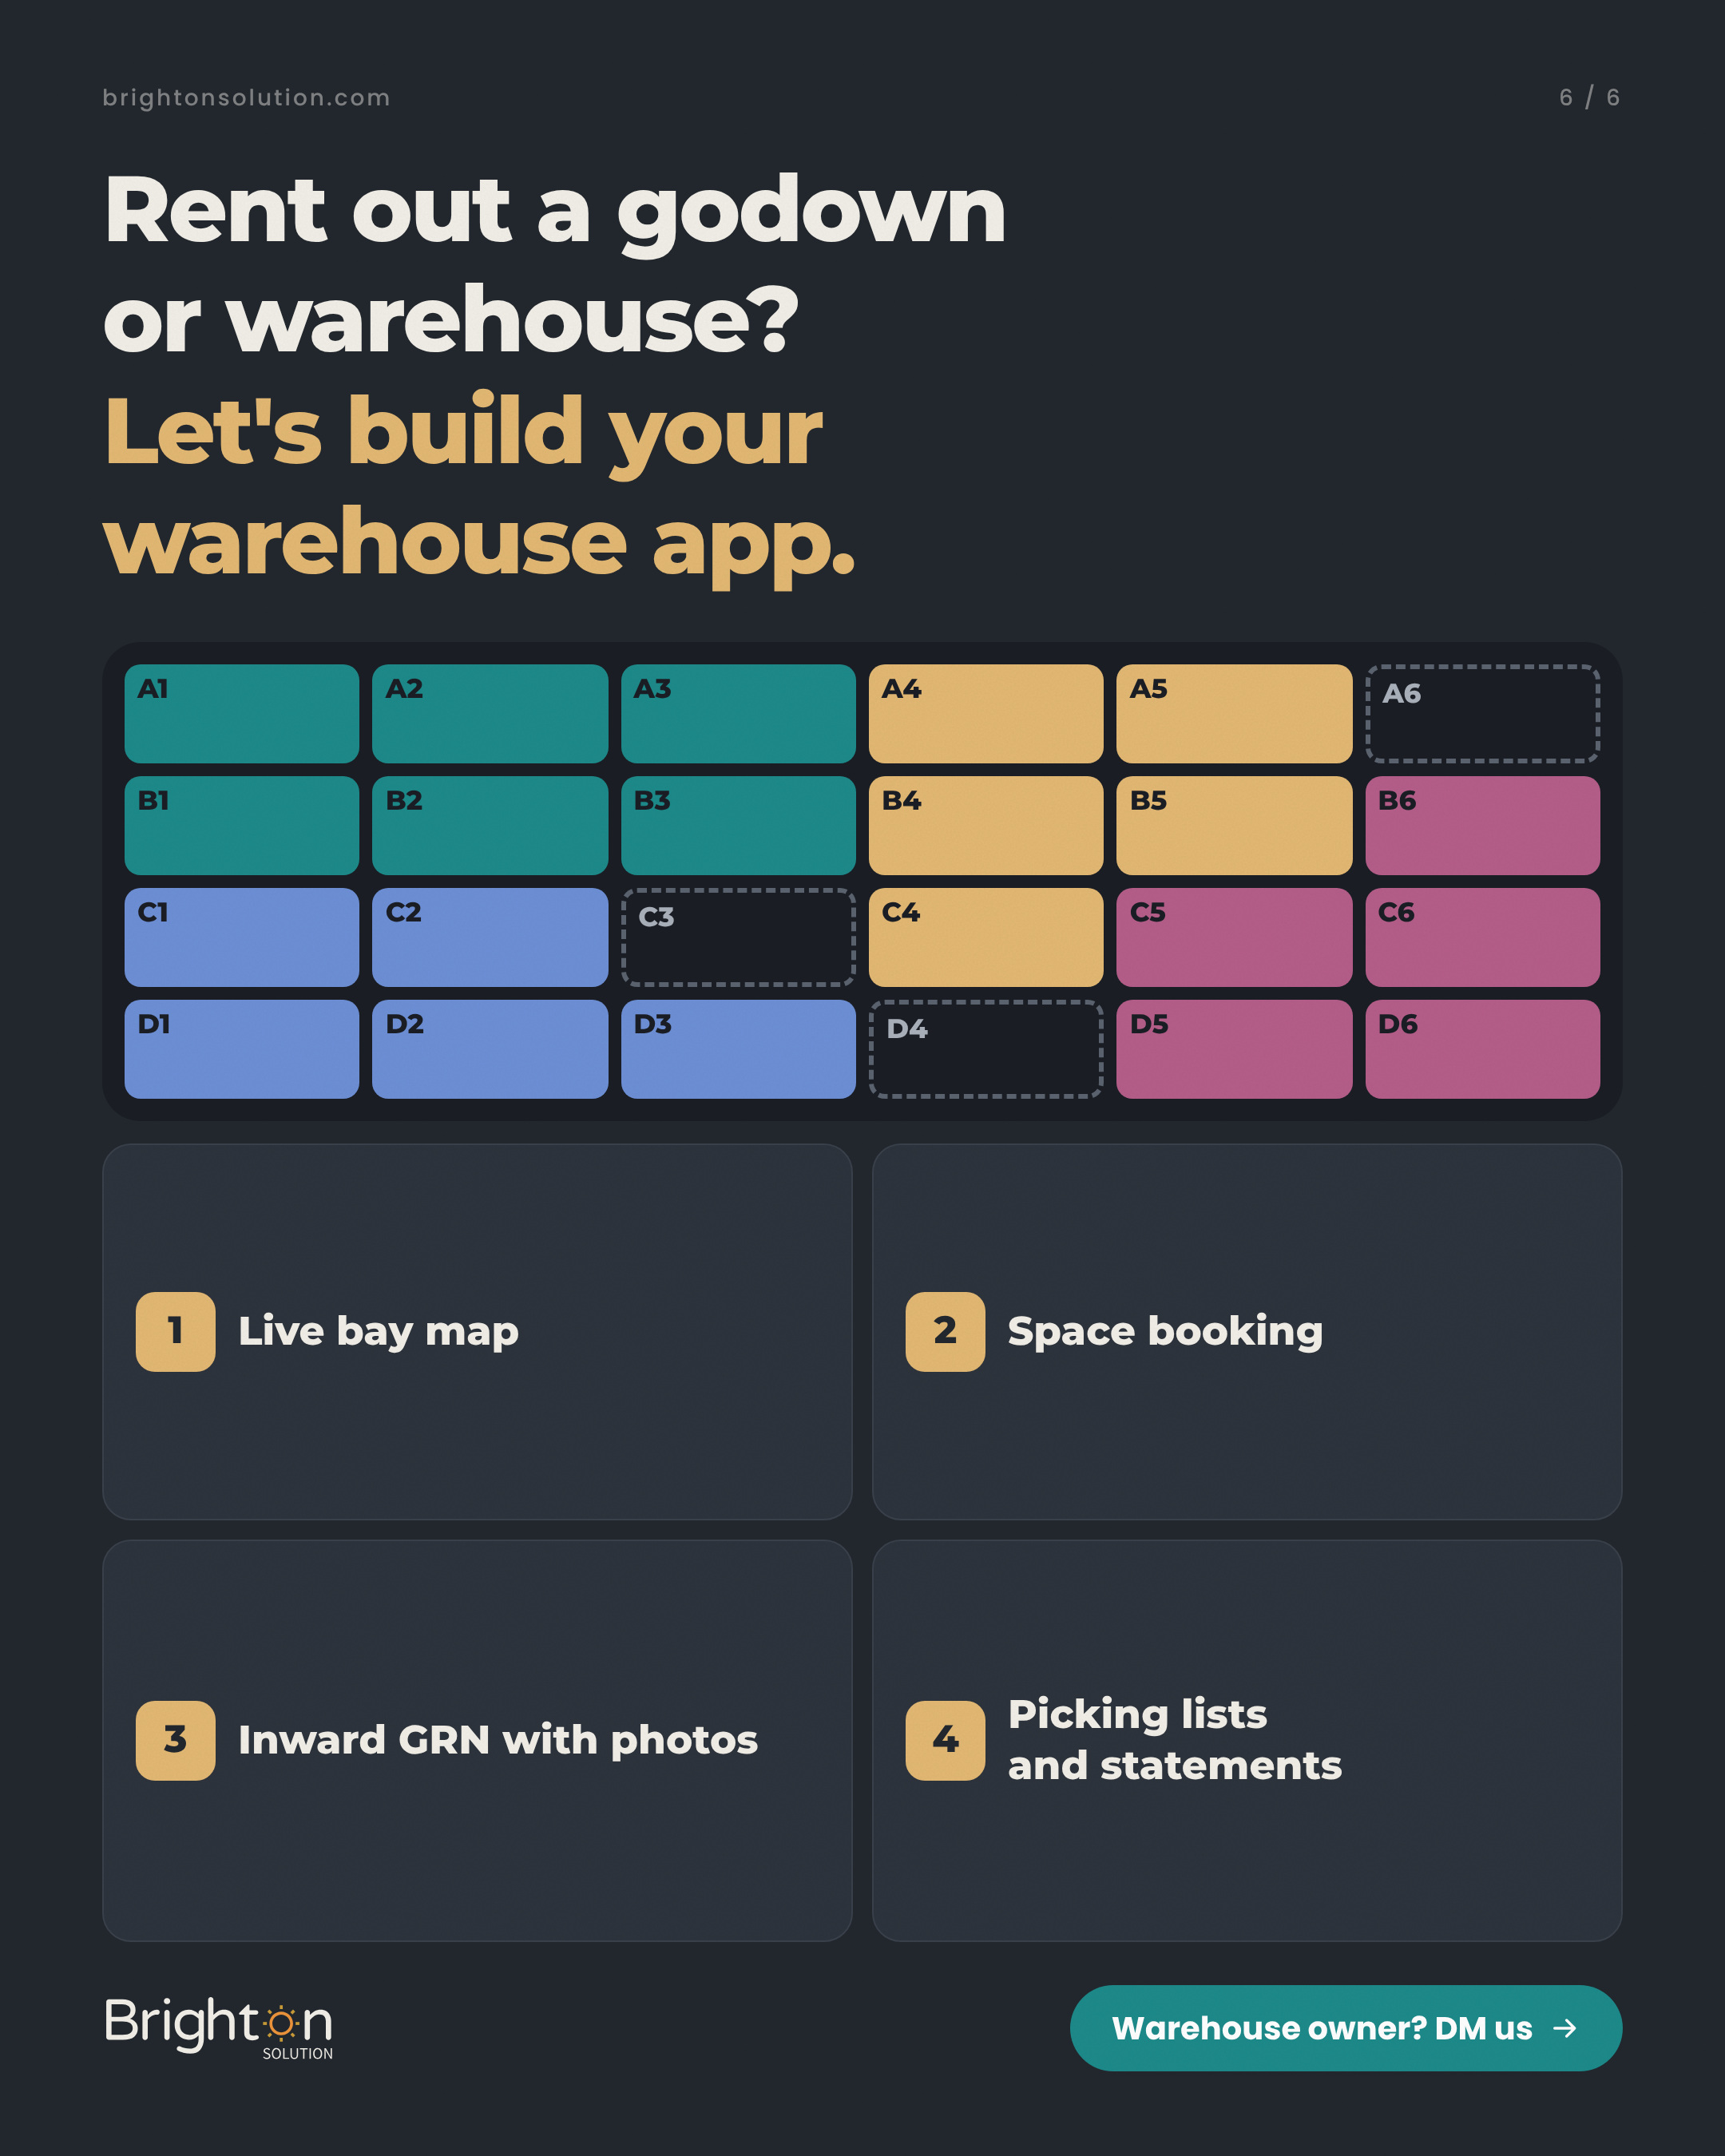 brightonsolution.com
6 / 6
Rent out a godown
or warehouse?
Let's build your
warehouse app.
A1 A2 A3 A4 A5 A6
B1 B2 B3 B4 B5 B6
C1 C2 C3 C4 C5 C6
D1 D2 D3 D4 D5 D6
1 Live bay map
2 Space booking
3 Inward GRN with photos
4 Picking lists
and statements
Brighton
SOLUTION
Warehouse owner? DM us →